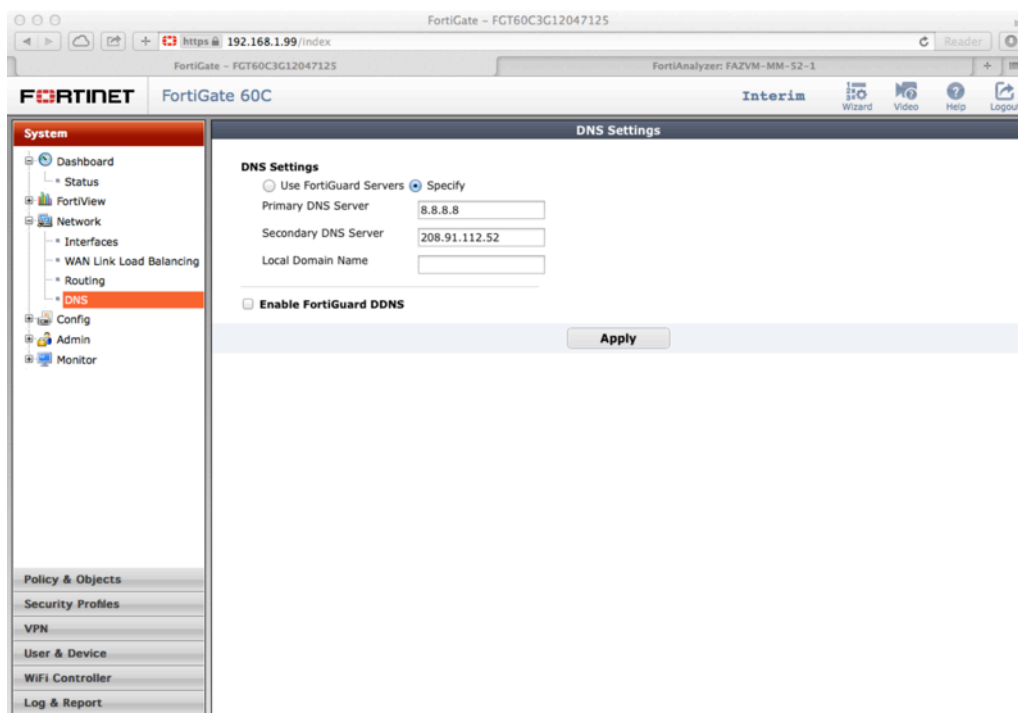 FortiGate – FGT60C3G12047125
https 192.168.1.99/index
Reader
FortiGate – FGT60C3G12047125
FortiAnalyzer: FAZVM-MM-52-1
FORTINET
FortiGate 60C
Interim
Wizard
Video
Help
Logout
System
DNS Settings
Dashboard
Status
FortiView
Network
Interfaces
WAN Link Load Balancing
Routing
DNS
Config
Admin
Monitor
DNS Settings
Use FortiGuard Servers
Specify
Primary DNS Server
8.8.8.8
Secondary DNS Server
208.91.112.52
Local Domain Name
Enable FortiGuard DDNS
Apply
Policy & Objects
Security Profiles
VPN
User & Device
WiFi Controller
Log & Report